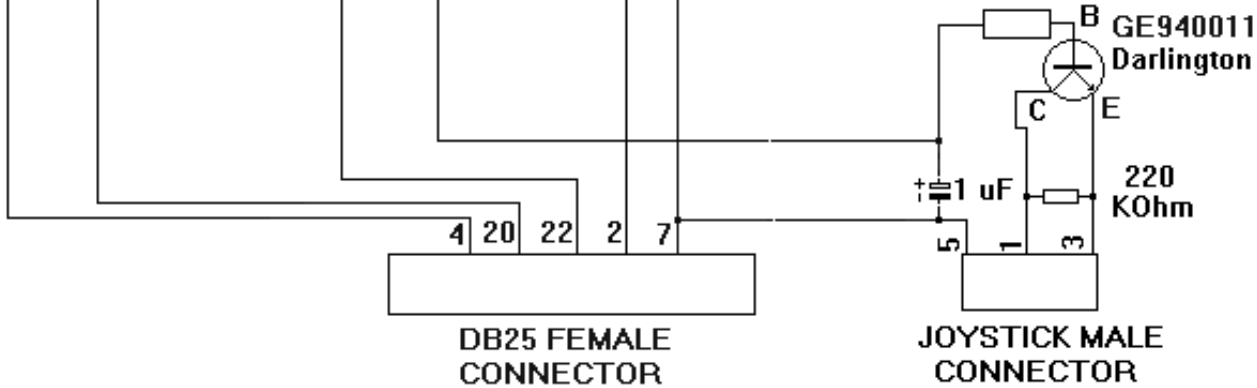 B GE940011
Darlington
C
E
+
-
1 uF
220
KOhm
4 20 22 2 7
5 1 3
DB25 FEMALE
CONNECTOR
JOYSTICK MALE
CONNECTOR